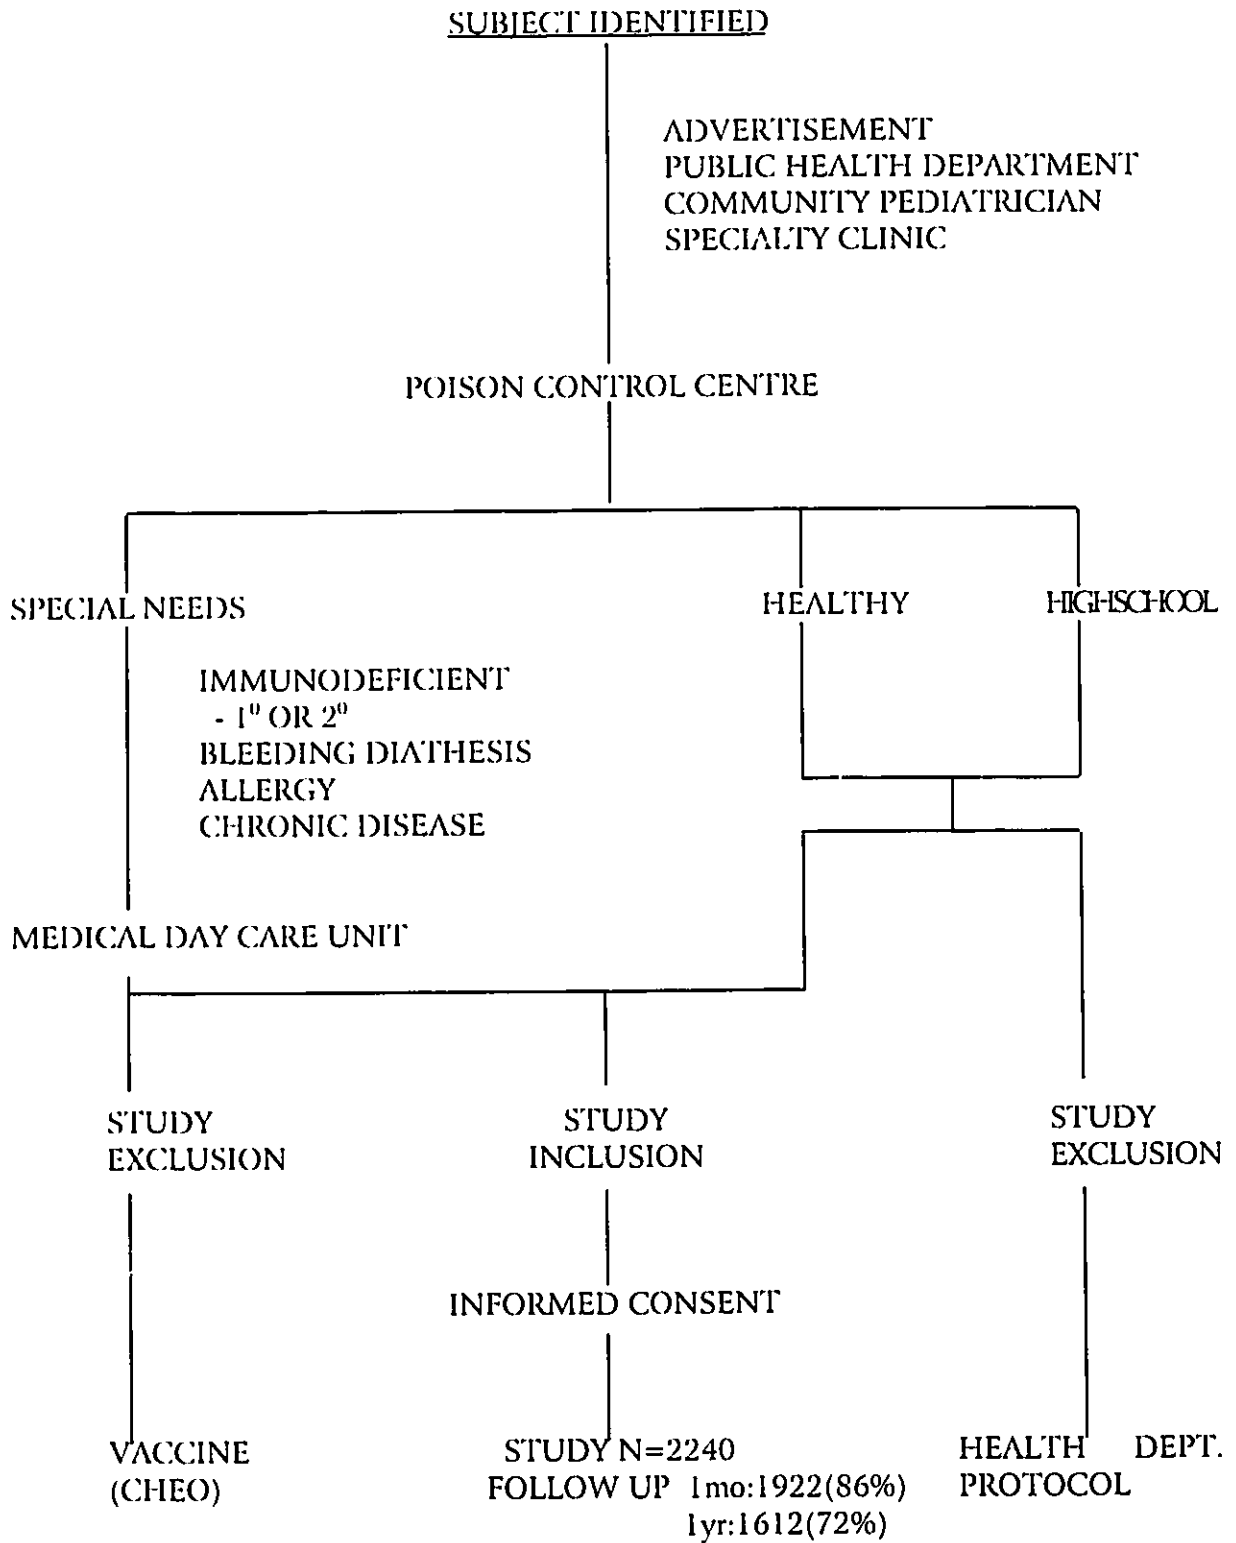 SUBJECT IDENTIFIED
ADVERTISEMENT
PUBLIC HEALTH DEPARTMENT
COMMUNITY PEDIATRICIAN
SPECIALTY CLINIC
POISON CONTROL CENTRE
SPECIAL NEEDS
HEALTHY
HIGHSCHOOL
IMMUNODEFICIENT
- 1⁰ OR 2⁰
BLEEDING DIATHESIS
ALLERGY
CHRONIC DISEASE
MEDICAL DAY CARE UNIT
STUDY
EXCLUSION
STUDY
INCLUSION
STUDY
EXCLUSION
INFORMED CONSENT
VACCINE
(CHEO)
STUDY N=2240
FOLLOW UP 1mo:1922(86%)
1yr:1612(72%)
HEALTH DEPT.
PROTOCOL